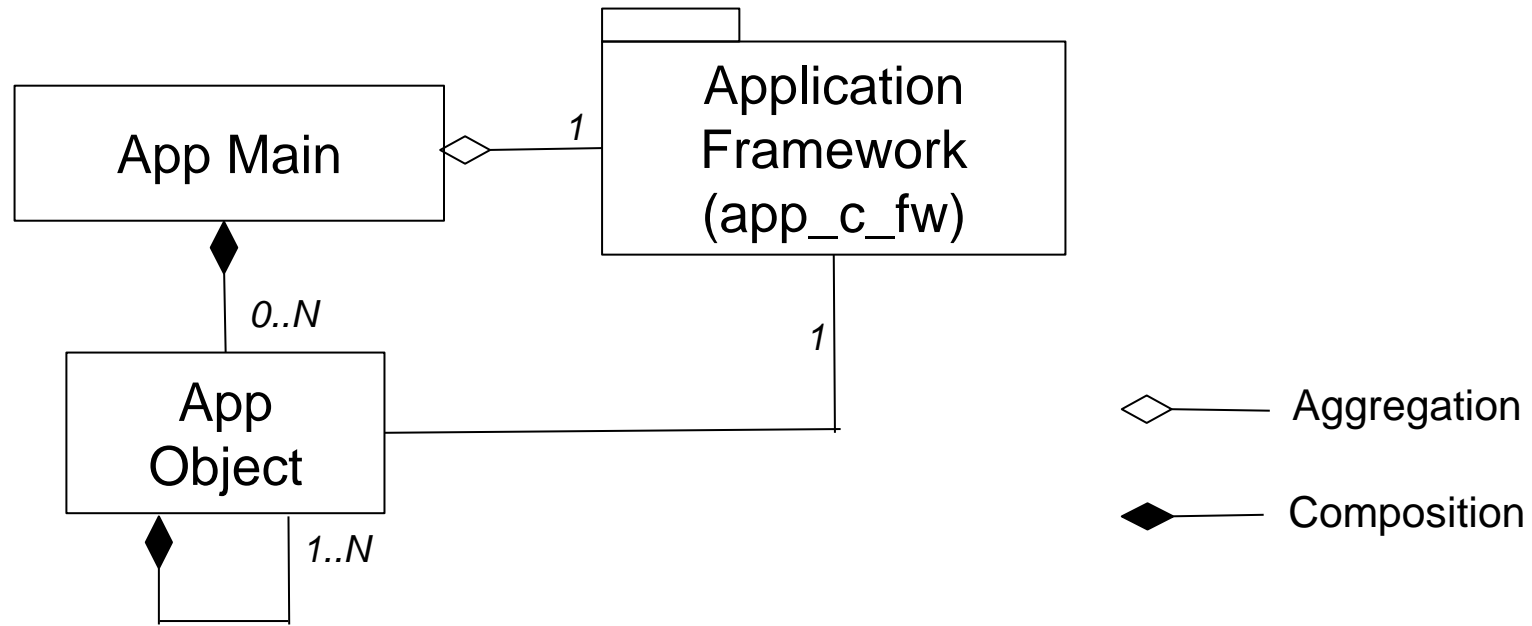 App Main
1
Application
Framework
(app_c_fw)
0..N
1
App
Object
1..N
Aggregation
Composition